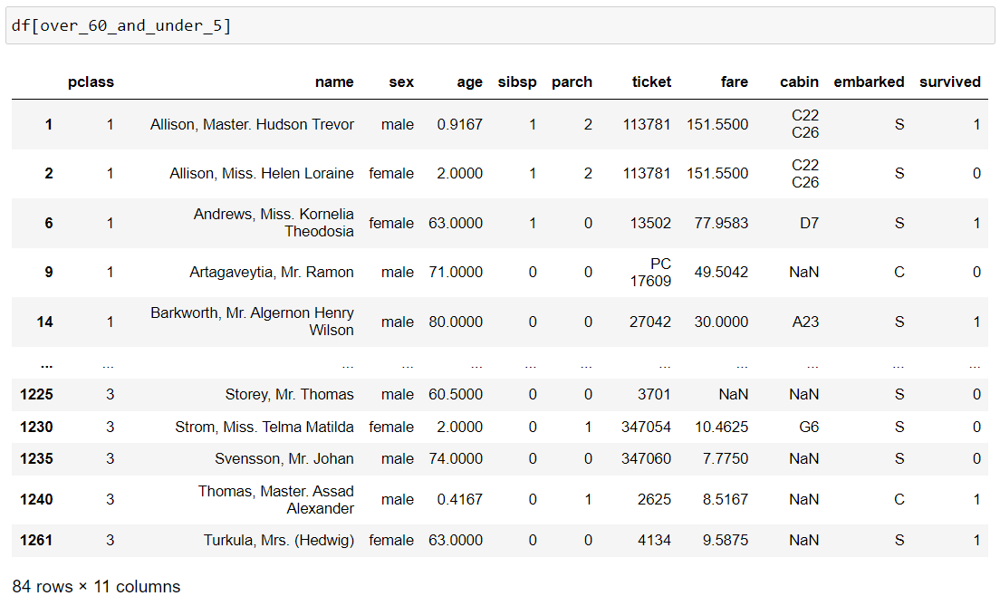 df[over_60_and_under_5]
pclass name sex age sibsp parch ticket fare cabin embarked survived
1 1 Allison, Master. Hudson Trevor male 0.9167 1 2 113781 151.5500 C22 C26 S 1
2 1 Allison, Miss. Helen Loraine female 2.0000 1 2 113781 151.5500 C22 C26 S 0
6 1 Andrews, Miss. Kornelia Theodosia female 63.0000 1 0 13502 77.9583 D7 S 1
9 1 Artagaveytia, Mr. Ramon male 71.0000 0 0 PC 17609 49.5042 NaN C 0
14 1 Barkworth, Mr. Algernon Henry Wilson male 80.0000 0 0 27042 30.0000 A23 S 1
... ... ... ... ... ... ... ... ... ... ... ...
1225 3 Storey, Mr. Thomas male 60.5000 0 0 3701 NaN NaN S 0
1230 3 Strom, Miss. Telma Matilda female 2.0000 0 1 347054 10.4625 G6 S 0
1235 3 Svensson, Mr. Johan male 74.0000 0 0 347060 7.7750 NaN S 0
1240 3 Thomas, Master. Assad Alexander male 0.4167 0 1 2625 8.5167 NaN C 1
1261 3 Turkula, Mrs. (Hedwig) female 63.0000 0 0 4134 9.5875 NaN S 1
84 rows × 11 columns